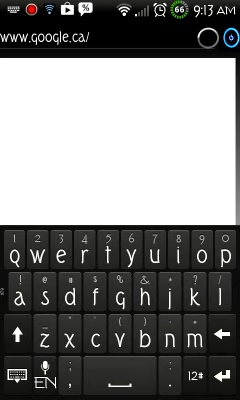 66 9:13 AM
www.google.ca/
1 2 3 4 5 6 7 8 9 0
q w e r t y u i o p
a s d f g h j k l
z x c v b n m
EN , . 12#